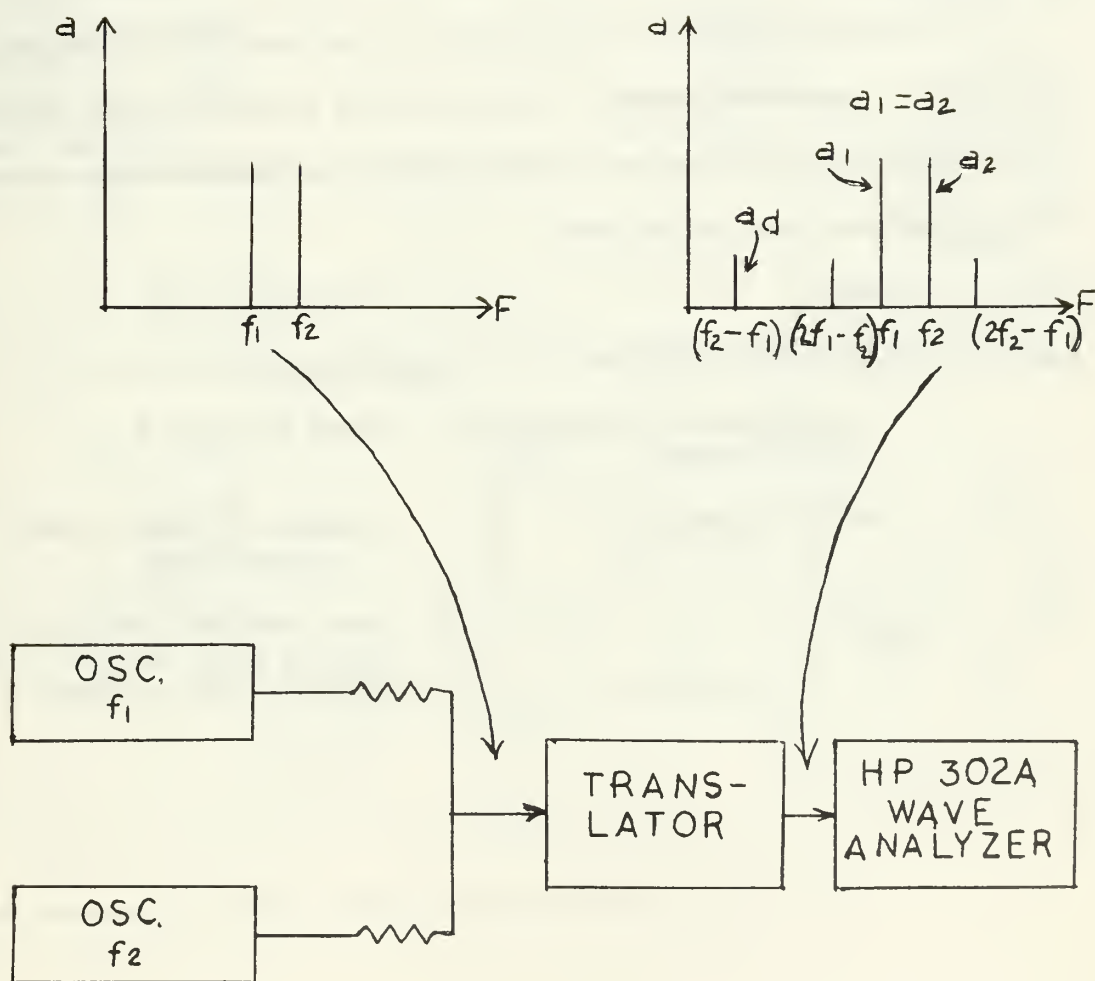 a
F
f1 f2
a
a1 = a2
a1
a2
ad
F
(f2-f1) (2f1-f2) f1 f2 (2f2-f1)
OSC.
f1
TRANS-
LATOR
HP 302A
WAVE
ANALYZER
OSC.
f2